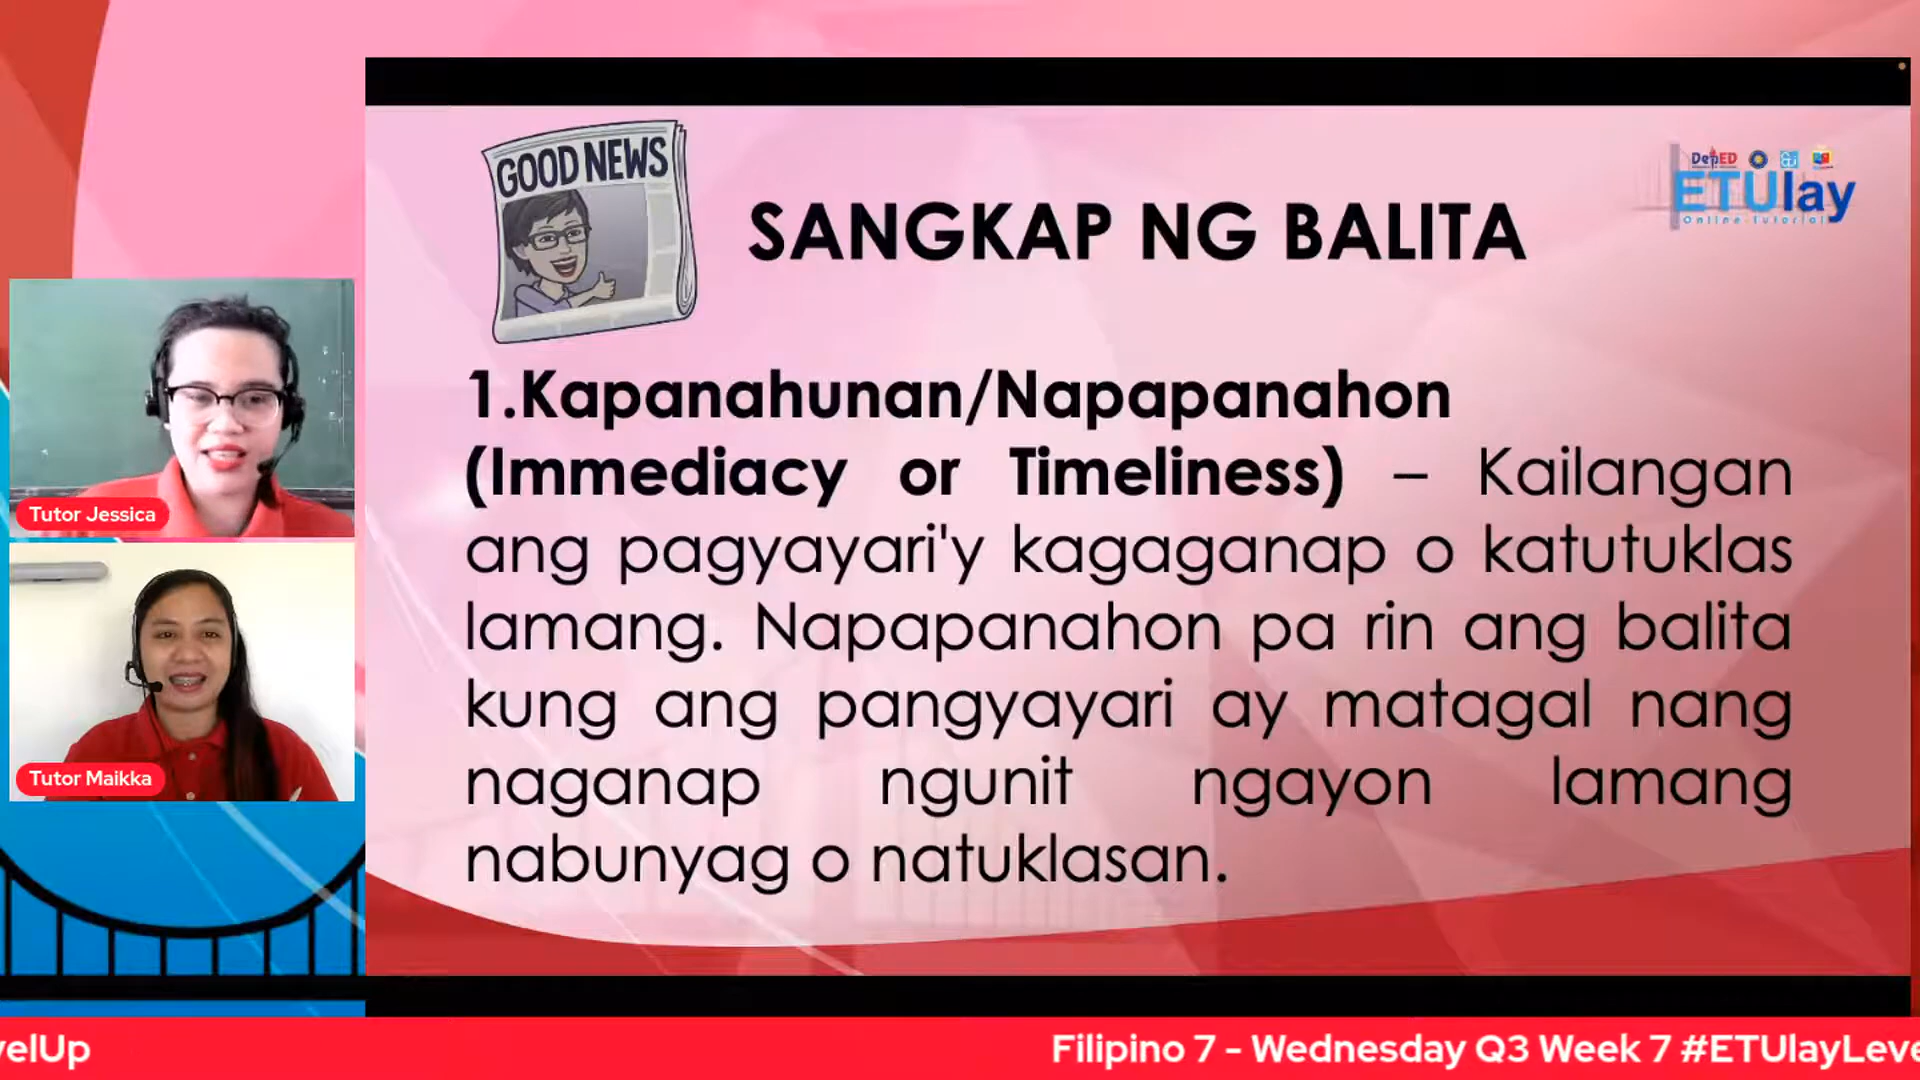 GOOD NEWS
DepED
ETUlay
Online Tutorial
SANGKAP NG BALITA
1.Kapanahunan/Napapanahon
(Immediacy or Timeliness) – Kailangan
ang pagyayari'y kagaganap o katutuklas
lamang. Napapanahon pa rin ang balita
kung ang pangyayari ay matagal nang
naganap ngunit ngayon lamang
nabunyag o natuklasan.
Tutor Jessica
Tutor Maikka
velUp
Filipino 7 - Wednesday Q3 Week 7 #ETUlayLeve